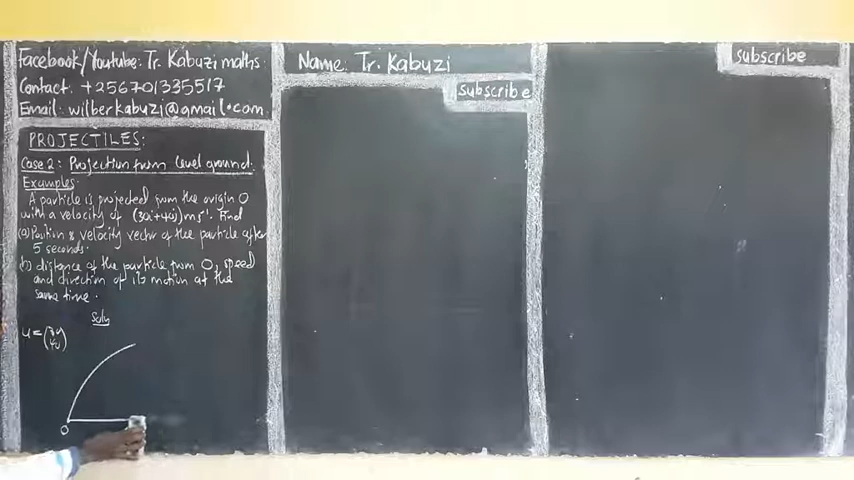 Facebook/Youtube: Tr. Kabuzi maths
Contact: +256701335517
Email: wilberkabuzi@gmail.com
PROJECTILES:
Case 2: Projection from level ground:
Examples:
A particle is projected from the origin O
with a velocity of (30i+40j)ms⁻¹. Find
(a) Position & velocity vector of the particle after
5 seconds.
(b) distance of the particle from O, speed
and direction of its motion at the
same time.
Soln
u = (30
40)
O
Name: Tr. Kabuzi
subscribe
subscribe